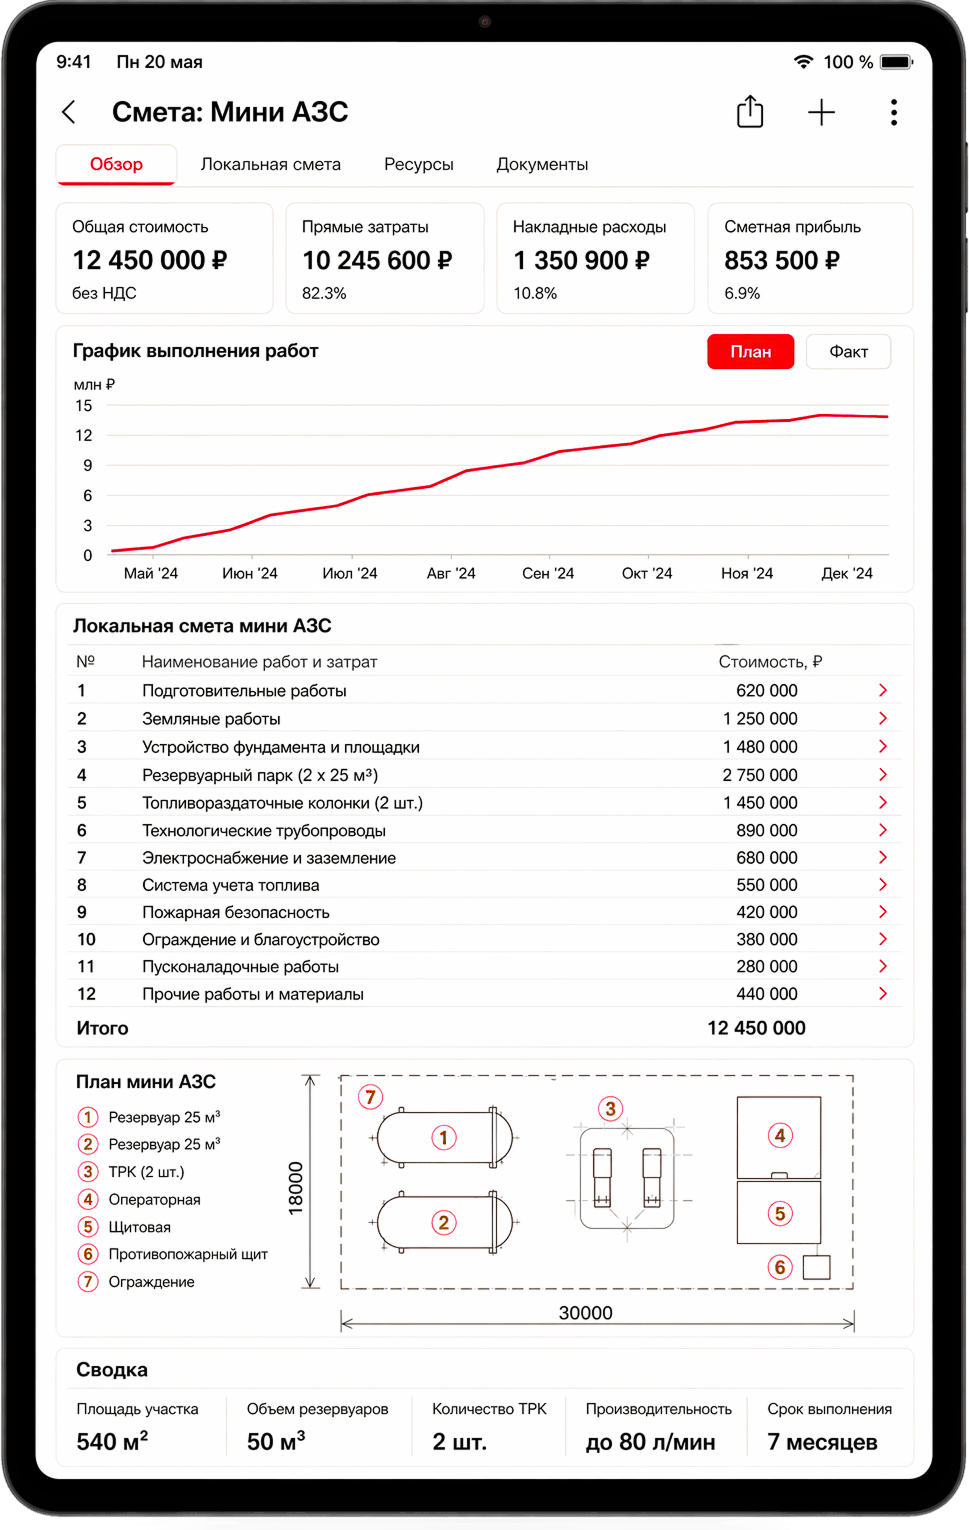 9:41 Пн 20 мая 100 %
Смета: Мини АЗС
Обзор Локальная смета Ресурсы Документы
Общая стоимость
12 450 000 ₽
без НДС
Прямые затраты
10 245 600 ₽
82.3%
Накладные расходы
1 350 900 ₽
10.8%
Сметная прибыль
853 500 ₽
6.9%
График выполнения работ
План Факт
млн ₽
15
12
9
6
3
0
Май '24 Июн '24 Июл '24 Авг '24 Сен '24 Окт '24 Ноя '24 Дек '24
Локальная смета мини АЗС
№ Наименование работ и затрат Стоимость, ₽
1 Подготовительные работы 620 000
2 Земляные работы 1 250 000
3 Устройство фундамента и площадки 1 480 000
4 Резервуарный парк (2 x 25 м³) 2 750 000
5 Топливораздаточные колонки (2 шт.) 1 450 000
6 Технологические трубопроводы 890 000
7 Электроснабжение и заземление 680 000
8 Система учета топлива 550 000
9 Пожарная безопасность 420 000
10 Ограждение и благоустройство 380 000
11 Пусконаладочные работы 280 000
12 Прочие работы и материалы 440 000
Итого 12 450 000
План мини АЗС
1 Резервуар 25 м³
2 Резервуар 25 м³
3 ТРК (2 шт.)
4 Операторная
5 Щитовая
6 Противопожарный щит
7 Ограждение
18000
7
1
2
3
4
5
6
30000
Сводка
Площадь участка
540 м²
Объем резервуаров
50 м³
Количество ТРК
2 шт.
Производительность
до 80 л/мин
Срок выполнения
7 месяцев